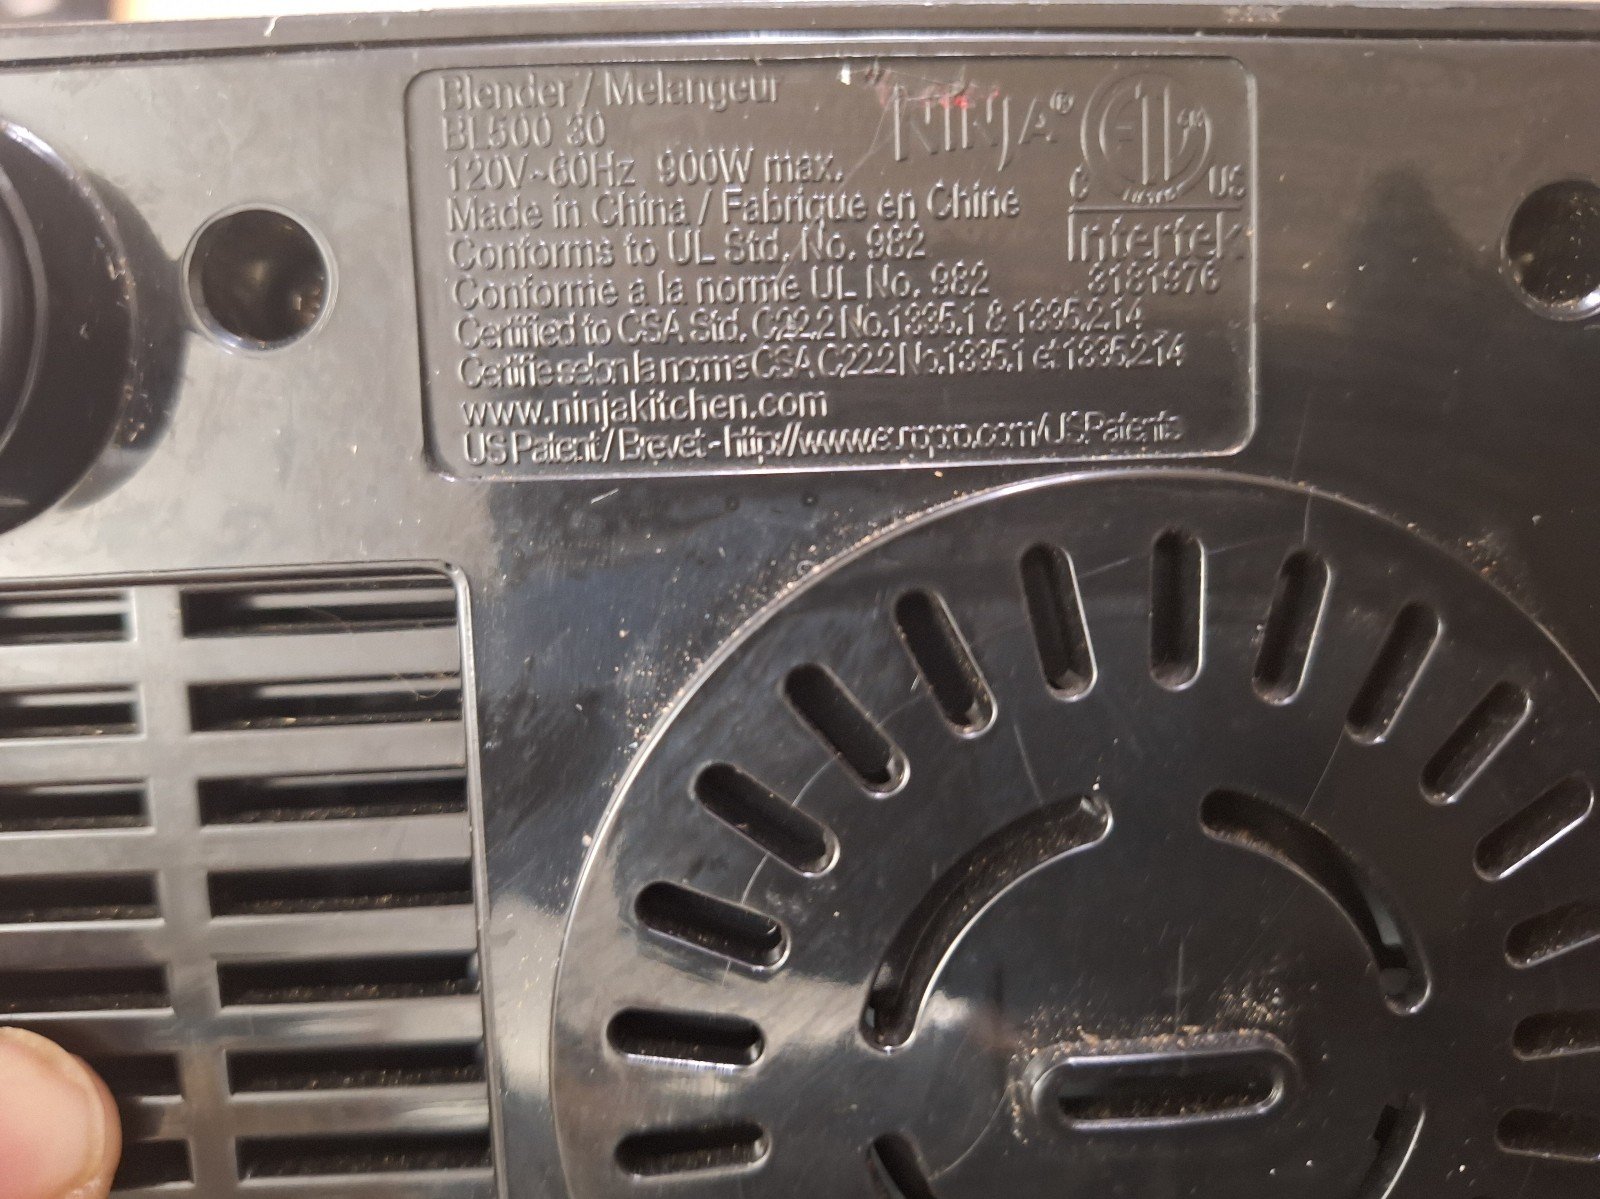 Blender / Melangeur
BL500 30
120V~60Hz 900W max.
Made in China / Fabrique en Chine
Conforms to UL Std. No. 982
Conforme a la norme UL No. 982
Certified to CSA Std. C22.2 No.1335.1 & 1335.2.14
Certifie selon la norme CSA C22.2 No.1335.1 et 1335.2.14
www.ninjakitchen.com
US Patent / Brevet - http://www.europro.com/USPatents
NINJA®
C US
Intertek
3181976